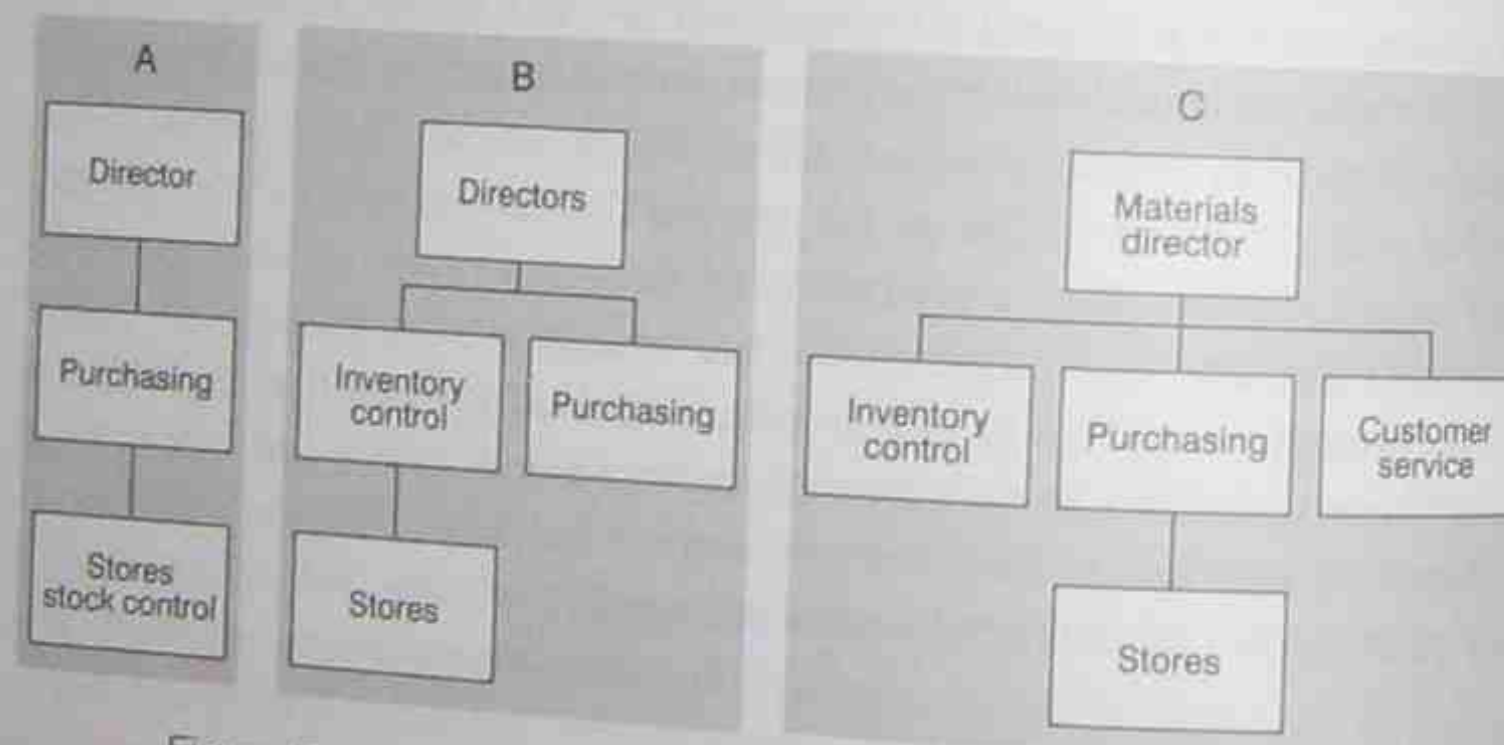 A
Director
Purchasing
Stores
stock control
B
Directors
Inventory
control
Purchasing
Stores
C
Materials
director
Inventory
control
Purchasing
Customer
service
Stores